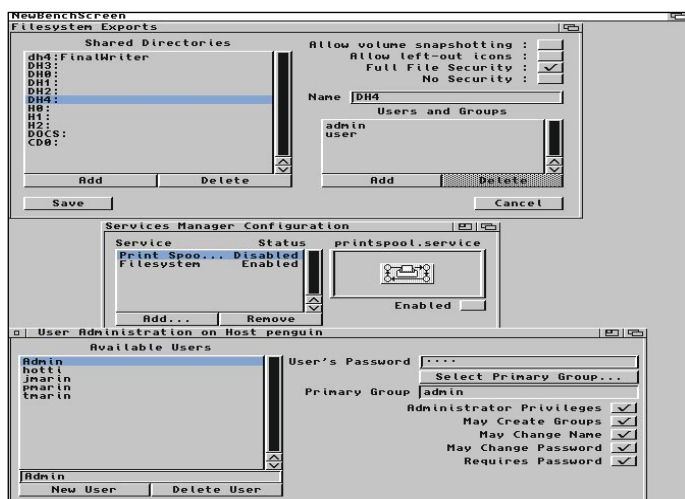 NewBenchScreen
Filesystem Exports
Shared Directories
dh4:FinalWriter
DH3:
DH0:
DH1:
DH2:
DH4:
H0:
H1:
H2:
DOCS:
CD0:
Add Delete
Allow volume snapshotting :
Allow left-out icons :
Full File Security :
No Security :
Name DH4
Users and Groups
admin
user
Add Delete
Save Cancel
Services Manager Configuration
Service Status
Print Spoo... Disabled
Filesystem Enabled
Add... Remove
printspool.service
Enabled
User Administration on Host penguin
Available Users
Admin
hotti
jmarin
pmarin
tmarin
Admin
New User Delete User
User's Password ····
Select Primary Group...
Primary Group admin
Administrator Privileges
May Create Groups
May Change Name
May Change Password
Requires Password